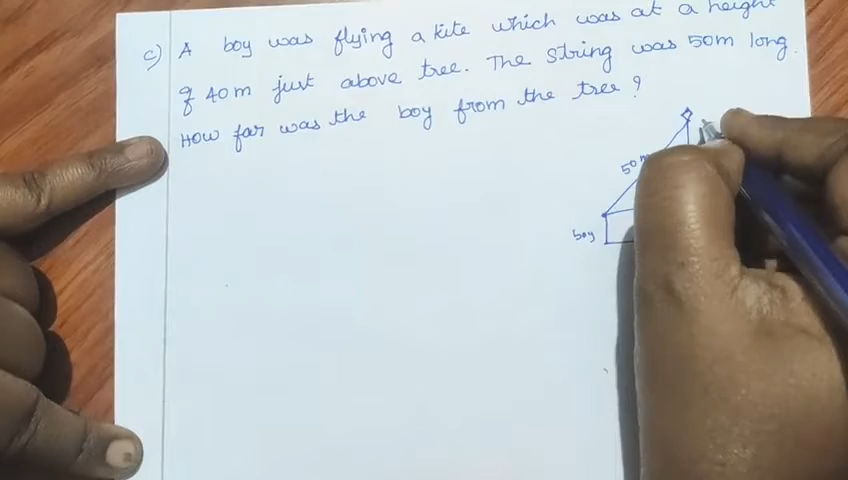 c) A boy was flying a kite which was at a height
of 40m just above tree. The string was 50m long.
How far was the boy from the tree?
50m
boy